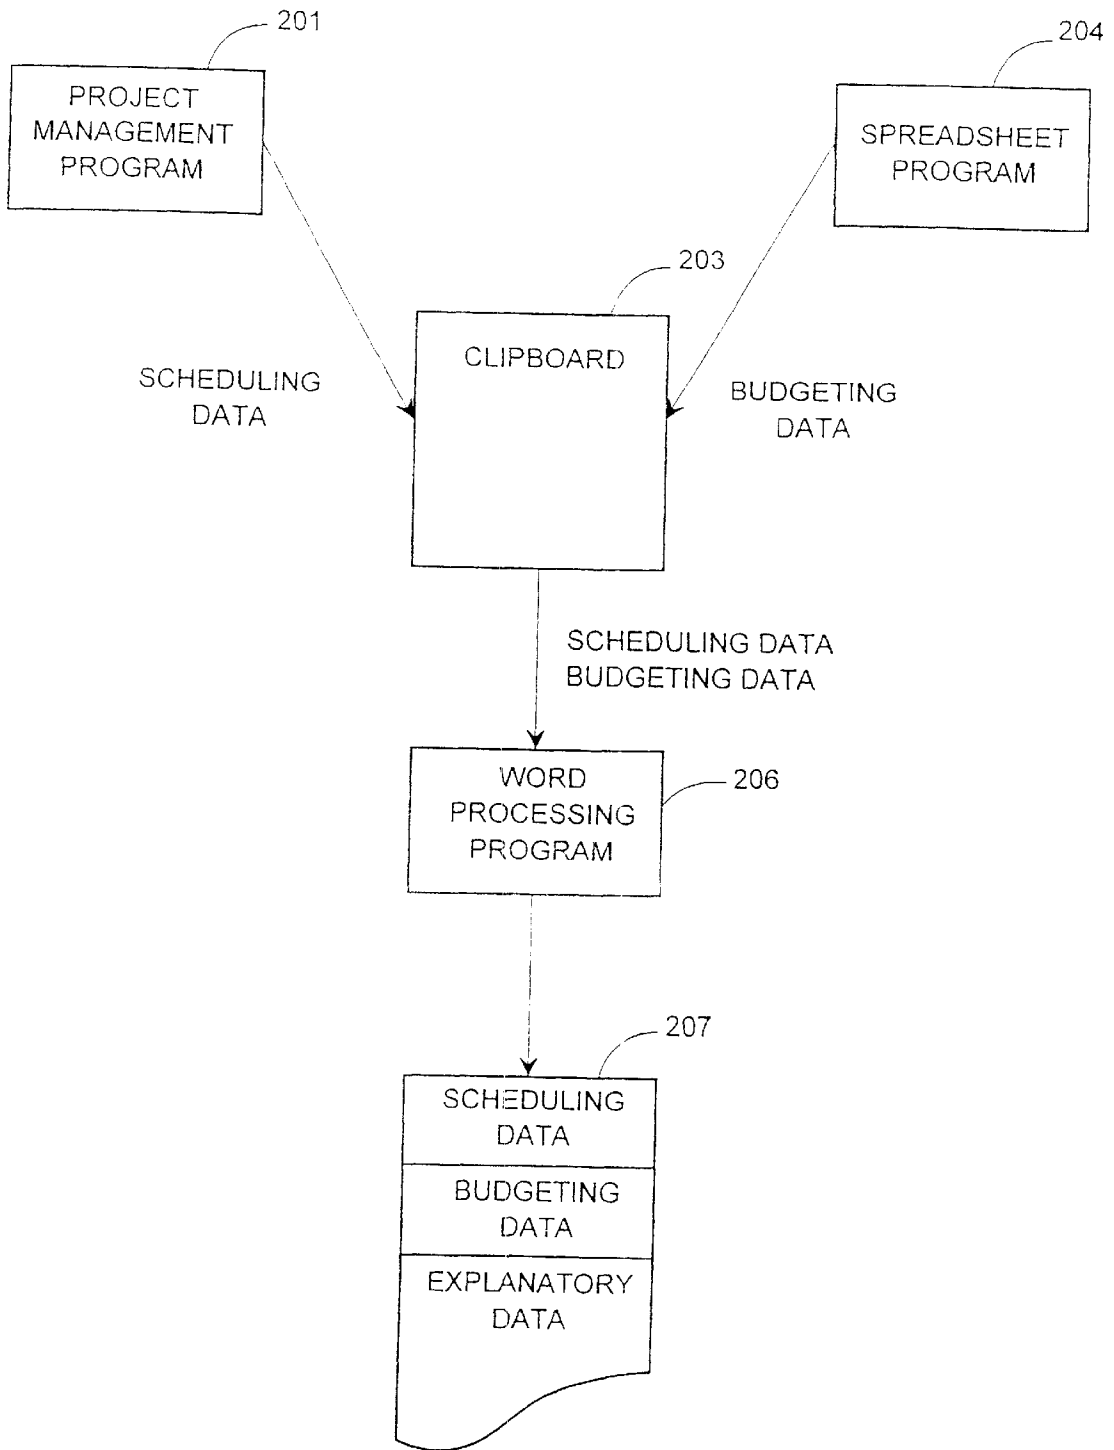 201
204
PROJECT
MANAGEMENT
PROGRAM
SPREADSHEET
PROGRAM
203
CLIPBOARD
SCHEDULING
DATA
BUDGETING
DATA
SCHEDULING DATA
BUDGETING DATA
WORD
PROCESSING
PROGRAM
206
207
SCHEDULING
DATA
BUDGETING
DATA
EXPLANATORY
DATA